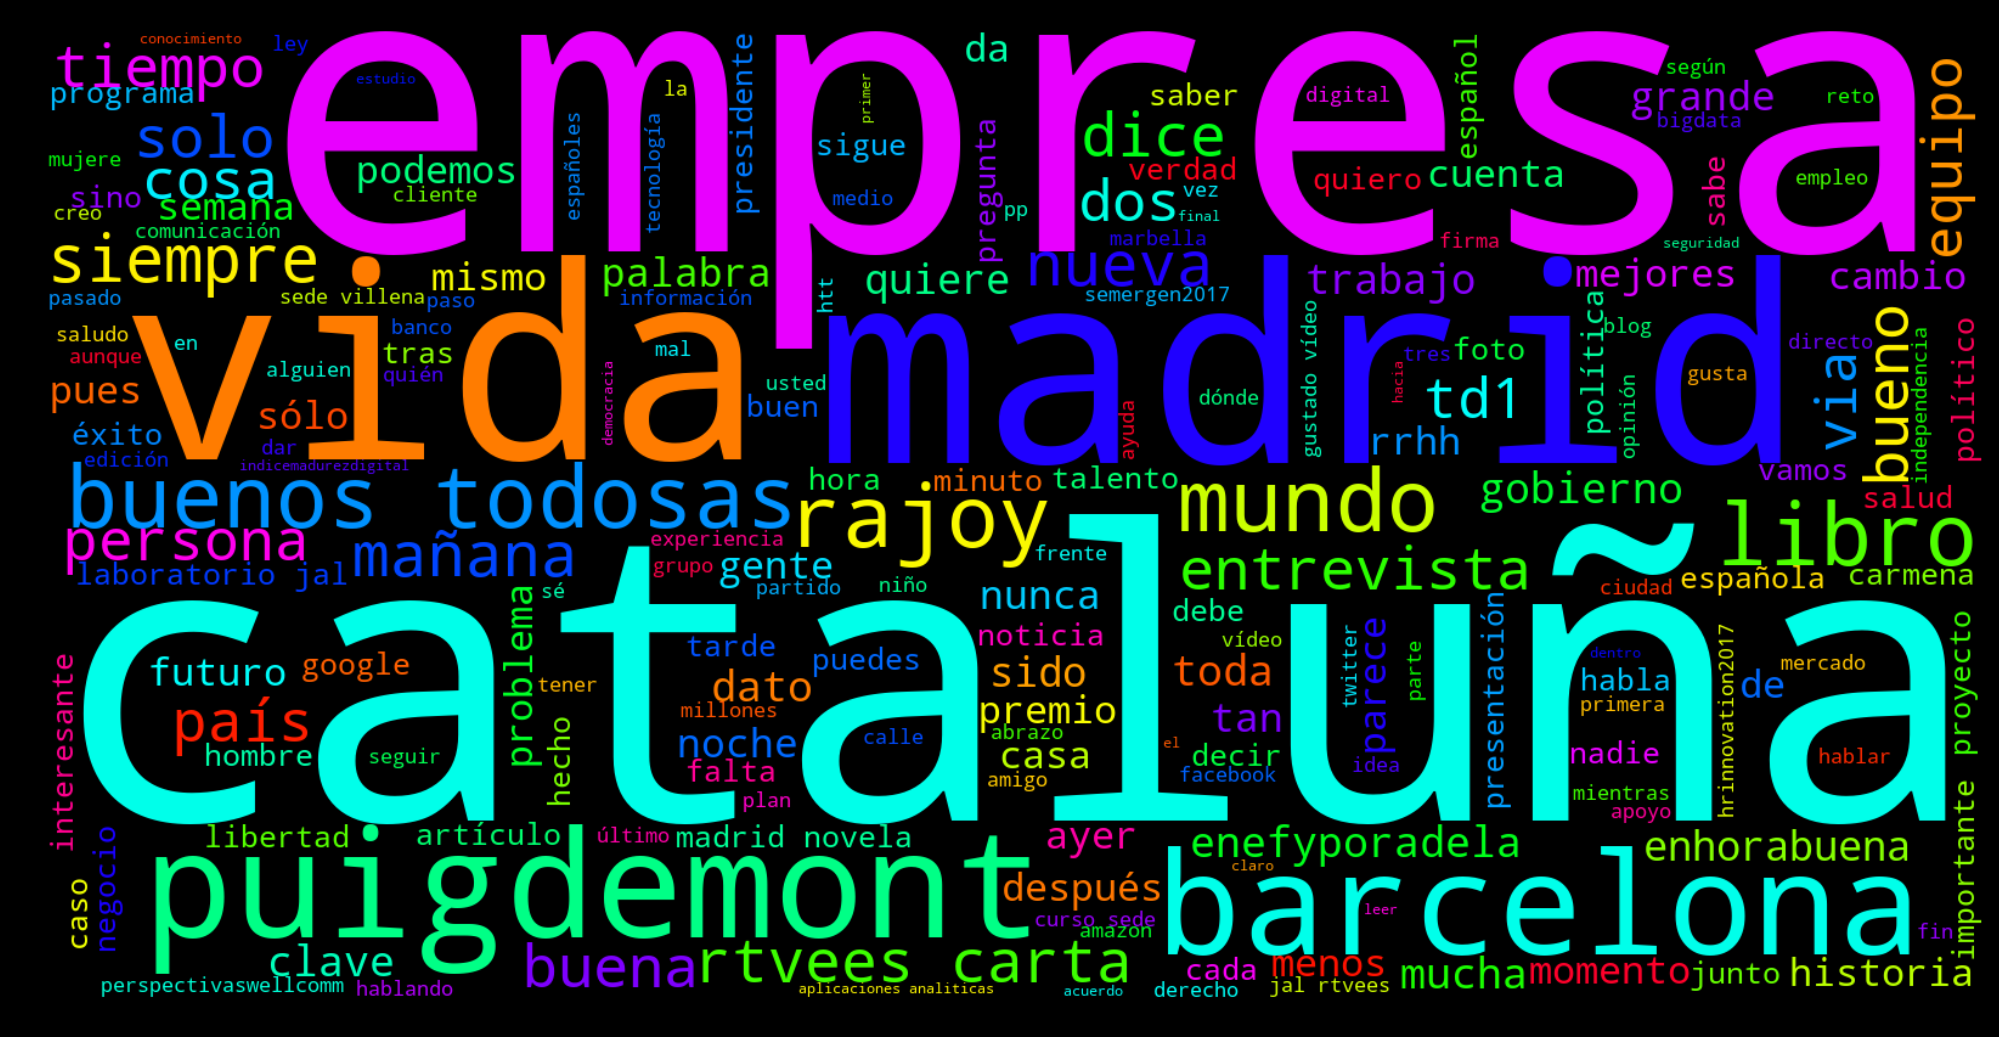 conocimiento
ley
empresa
tiempo
estudio
programa
la
presidente
primer
da
saber
digital
español
según
grande
reto
bigdata
equipo
solo
españoles
tecnología
sigue
pregunta
dice
mujere
podemos
verdad
quiero
cuenta
sabe
empleo
cosa
sino
cliente
medio
dos
vez
creo
semana
pp
final
comunicación
marbella
firma
seguridad
siempre
mismo
palabra
quiere
nueva
trabajo
mejores
cambio
pasado
sede villena
paso
información
htt
semergen2017
vida
madrid
política
blog
bueno
independencia
político
saludo
en
banco
aunque
tras
mal
gustado vídeo
tres
foto
directo
alguien
quién
democracia
usted
hacia
gusta
via
pues
sólo
buen
dónde
td1
opinión
éxito
dar
ayuda
rrhh
edición
indicemadurezdigital
buenos todosas
hora
minuto
talento
mundo
gobierno
vamos
salud
rajoy
libro
persona
mañana
experiencia
frente
entrevista
laboratorio jal
grupo
gente
partido
niño
nunca
ciudad
española
carmena
cataluña
sé
problema
debe
presentación
proyecto
tarde
noticia
vídeo
twitter
parece
parte
dentro
hrinnovation2017
interesante
futuro
google
tener
puedes
sido
toda
habla
mercado
de
dato
país
millones
premio
tan
primera
hombre
seguir
hecho
noche
calle
abrazo
casa
el
decir
nadie
hablar
falta
amigo
facebook
idea
mientras
plan
apoyo
importante
negocio
libertad
artículo
último
madrid novela
ayer
enefyporadela
enhorabuena
puigdemont
claro
barcelona
caso
después
leer
curso sede
amazon
fin
clave
buena
rtvees carta
cada
menos
mucha
momento
junto
historia
perspectivaswellcomm
hablando
aplicaciones analiticas
acuerdo
derecho
jal rtvees